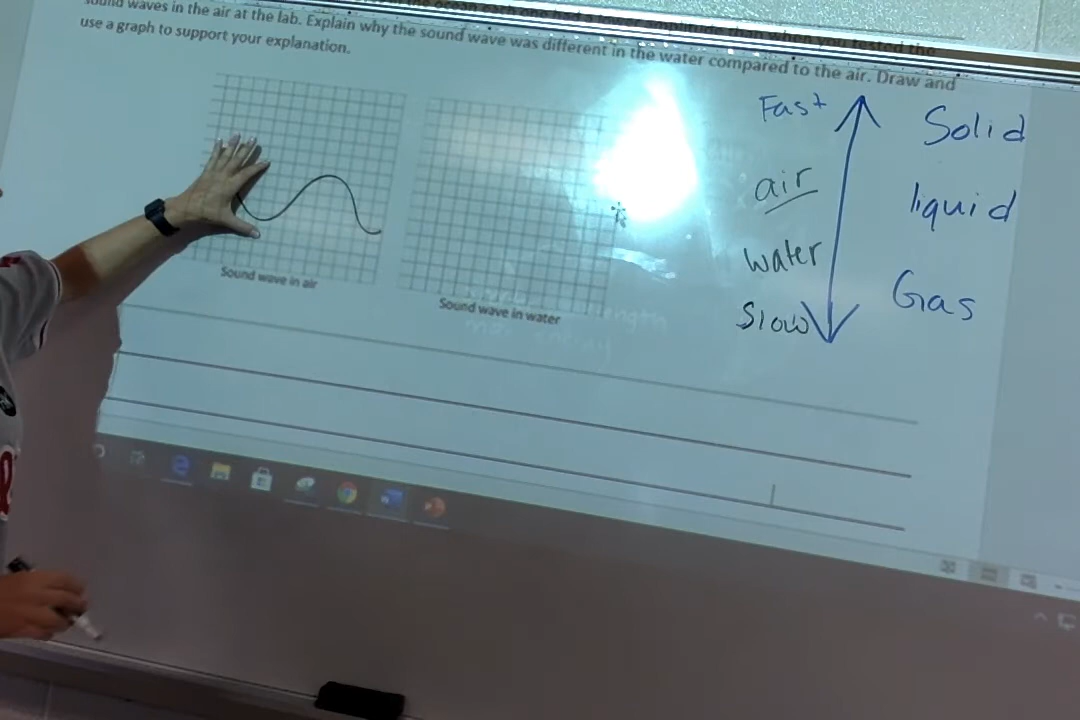 the ocean
sound waves in the air at the lab. Explain why the sound wave was different in the water compared to the air. Draw and
use a graph to support your explanation.
Fast
Solid
air
liquid
water
Gas
Slow
Sound wave in air
Sound wave in water